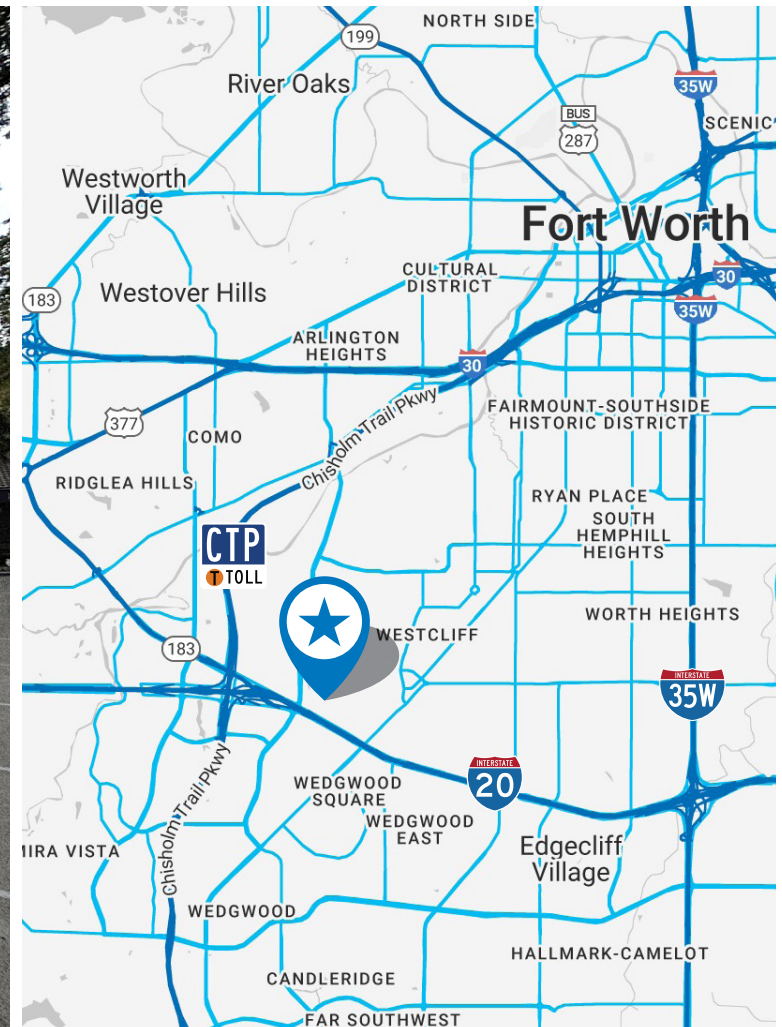 NORTH SIDE
199
River Oaks
35W
BUS
287
SCENIC
Westworth
Village
Fort Worth
CULTURAL
DISTRICT
30
183
Westover Hills
35W
ARLINGTON
HEIGHTS
30
Chisholm Trail Pkwy
377
COMO
FAIRMOUNT-SOUTHSIDE
HISTORIC DISTRICT
RIDGLEA HILLS
RYAN PLACE
SOUTH
HEMPHILL
HEIGHTS
CTP
T TOLL
WORTH HEIGHTS
WESTCLIFF
183
INTERSTATE
35W
Chisholm Trail Pkwy
INTERSTATE
20
WEDGWOOD
SQUARE
WEDGWOOD
EAST
Edgecliff
Village
MIRA VISTA
WEDGWOOD
HALLMARK-CAMELOT
CANDLERIDGE
FAR SOUTHWEST